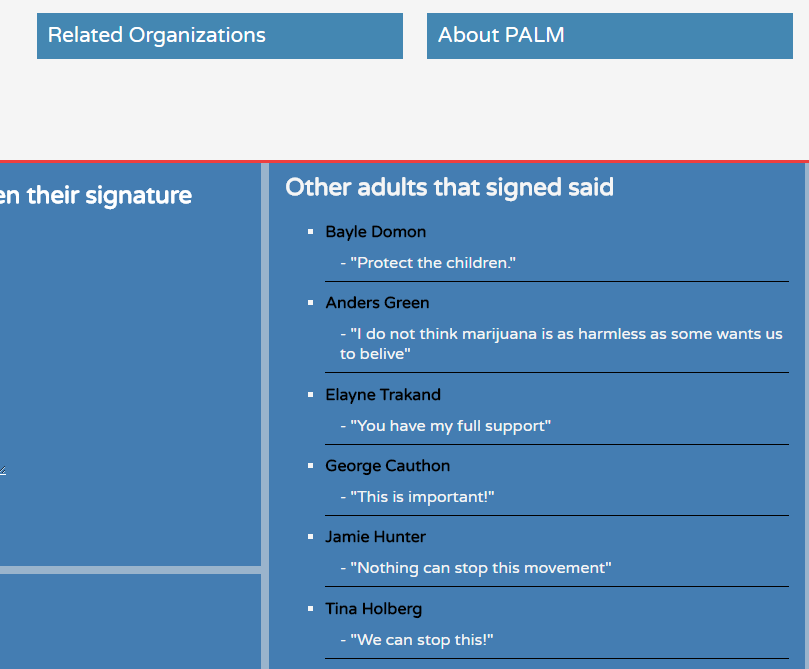 Related Organizations
About PALM
en their signature
Other adults that signed said
Bayle Domon
- "Protect the children."
Anders Green
- "I do not think marijuana is as harmless as some wants us
to belive"
Elayne Trakand
- "You have my full support"
George Cauthon
- "This is important!"
Jamie Hunter
- "Nothing can stop this movement"
Tina Holberg
- "We can stop this!"